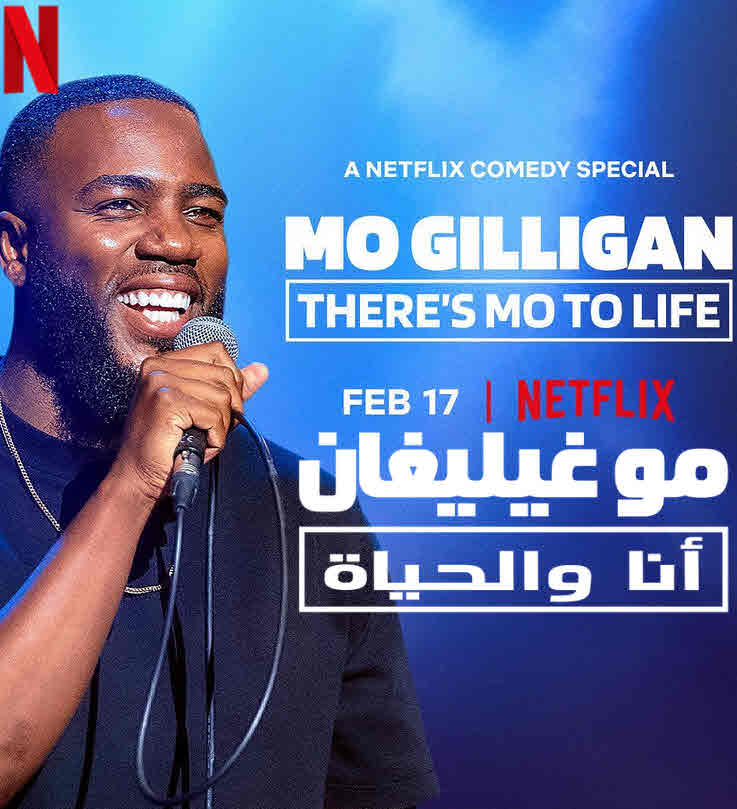 N
A NETFLIX COMEDY SPECIAL
MO GILLIGAN
THERE'S MO TO LIFE
FEB 17 | NETFLIX
مو غيليغان
أنا والحياة